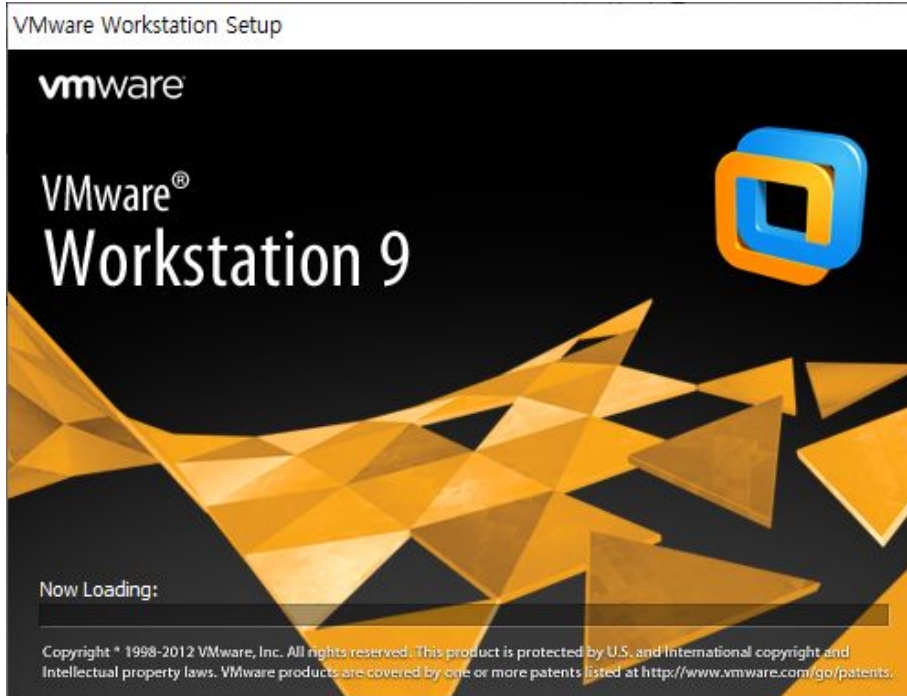 VMware Workstation Setup
vmware
VMware®
Workstation 9
Now Loading:
Copyright © 1998-2012 VMware, Inc. All rights reserved. This product is protected by U.S. and International copyright and
Intellectual property laws. VMware products are covered by one or more patents listed at http://www.vmware.com/go/patents.